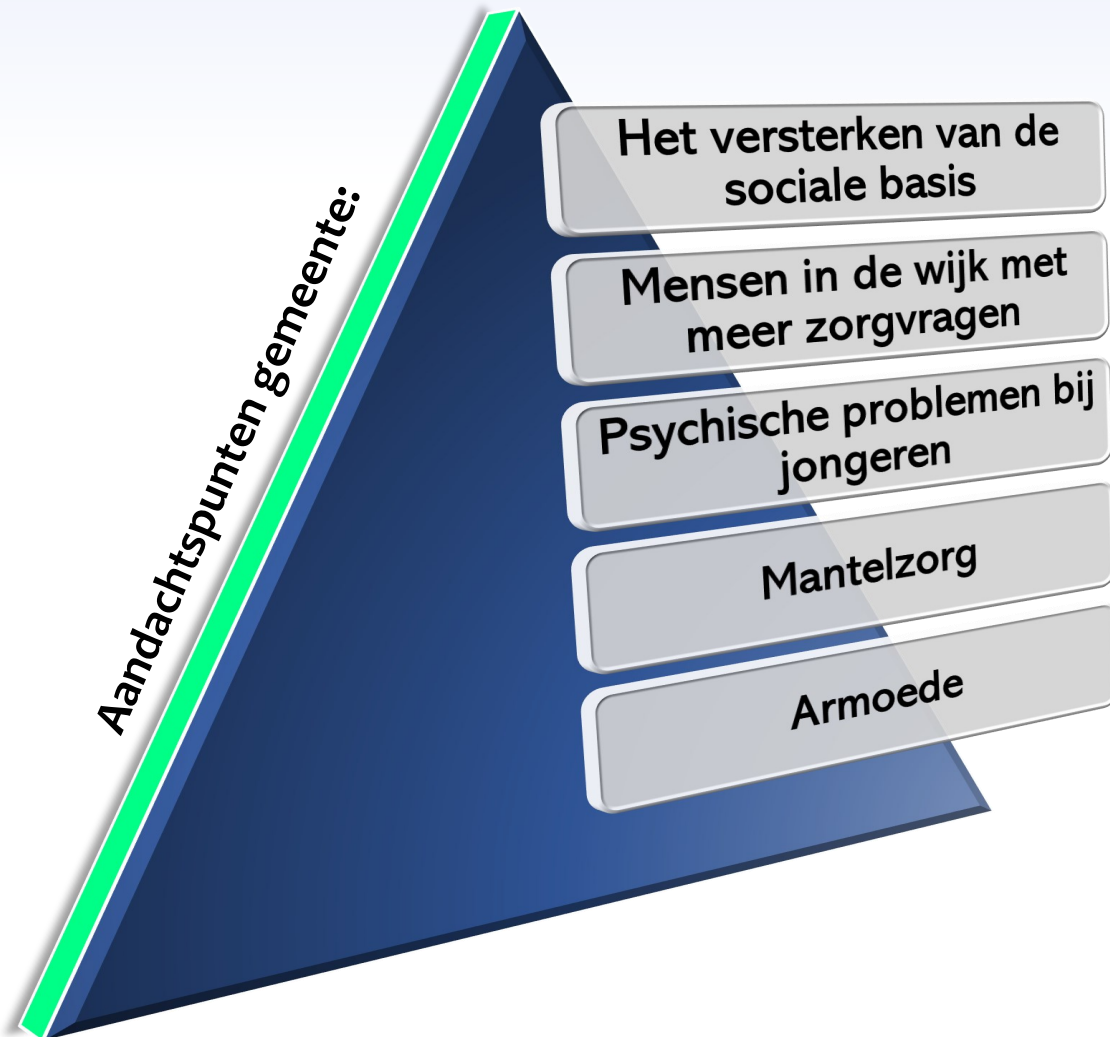 Aandachtspunten gemeente:
Het versterken van de
sociale basis
Mensen in de wijk met
meer zorgvragen
Psychische problemen bij
jongeren
Mantelzorg
Armoede